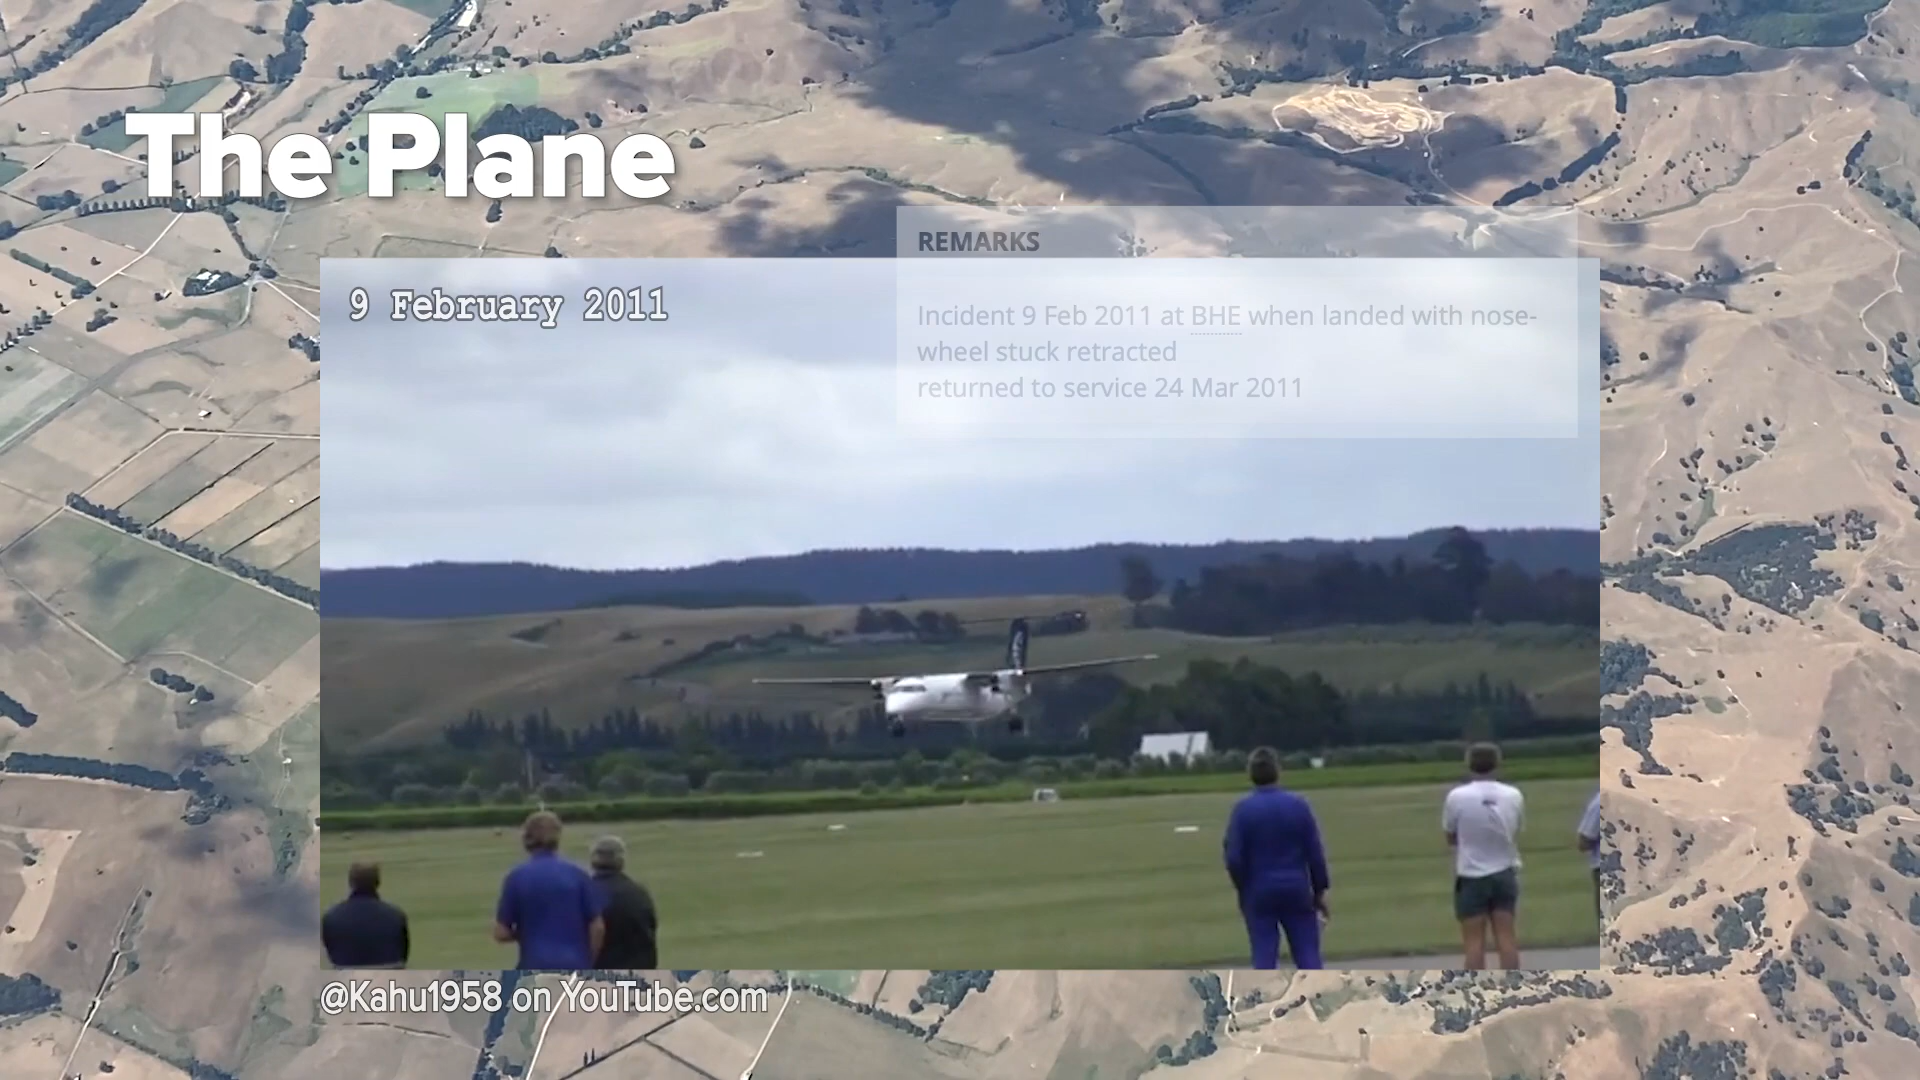 The Plane
REMARKS
9 February 2011
Incident 9 Feb 2011 at BHE when landed with nose-
wheel stuck retracted
returned to service 24 Mar 2011
@Kahu1958 on YouTube.com